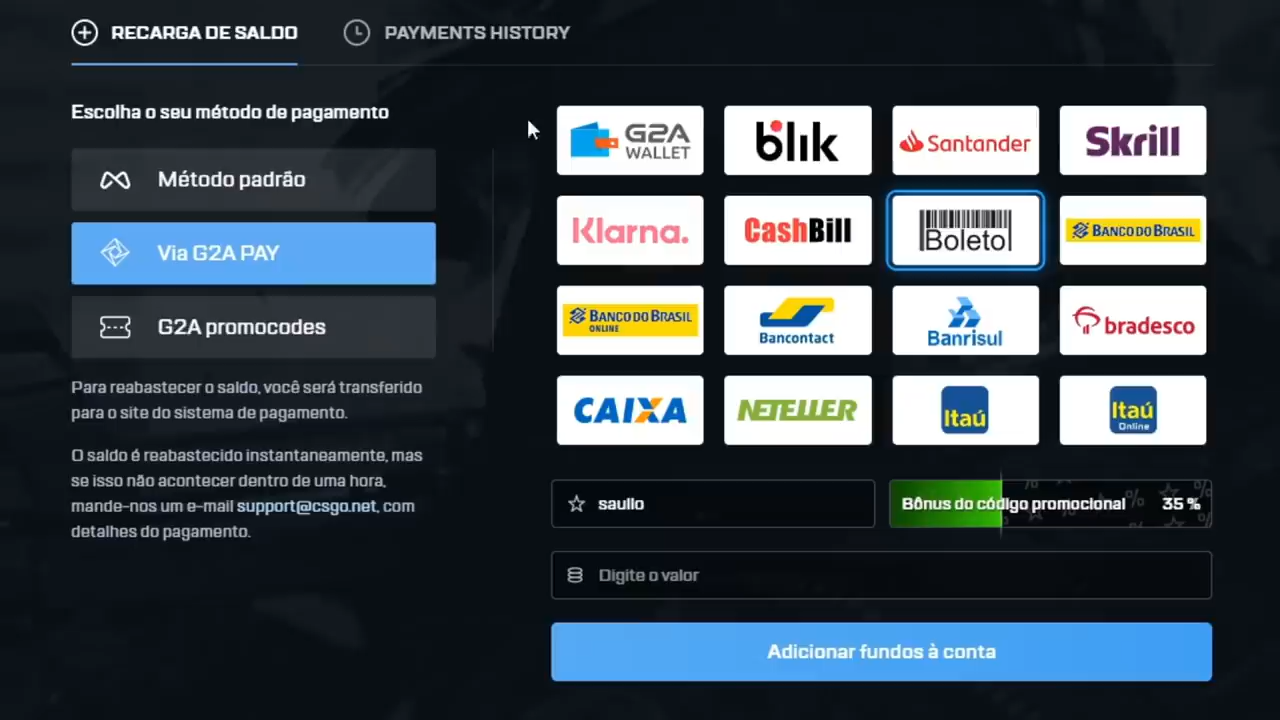 RECARGA DE SALDO
PAYMENTS HISTORY
Escolha o seu método de pagamento
Método padrão
Via G2A PAY
G2A promocodes
Para reabastecer o saldo, você será transferido
para o site do sistema de pagamento.
O saldo é reabastecido instantaneamente, mas
se isso não acontecer dentro de uma hora,
mande-nos um e-mail support@csgo.net, com
detalhes do pagamento.
G2A
WALLET
blik
Santander
Skrill
Klarna.
CashBill
Boleto
BANCO DO BRASIL
BANCO DO BRASIL
ONLINE
Bancontact
Banrisul
bradesco
CAIXA
NETELLER
Itaú
Itaú
Online
saullo
Bônus do código promocional 35 %
Digite o valor
Adicionar fundos à conta